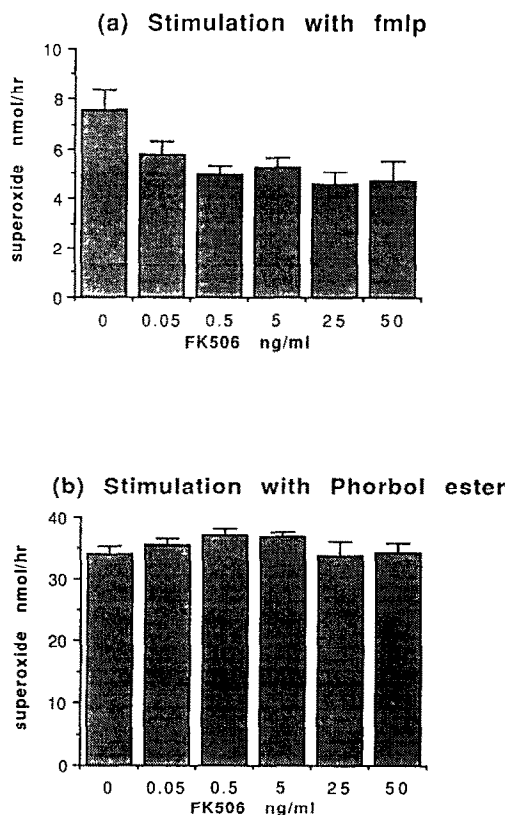 (a) Stimulation with fmlp
superoxide nmol/hr
10
8
6
4
2
0
0 0.05 0.5 5 25 50
FK506 ng/ml
(b) Stimulation with Phorbol ester
superoxide nmol/hr
40
30
20
10
0
0 0.05 0.5 5 25 50
FK506 ng/ml